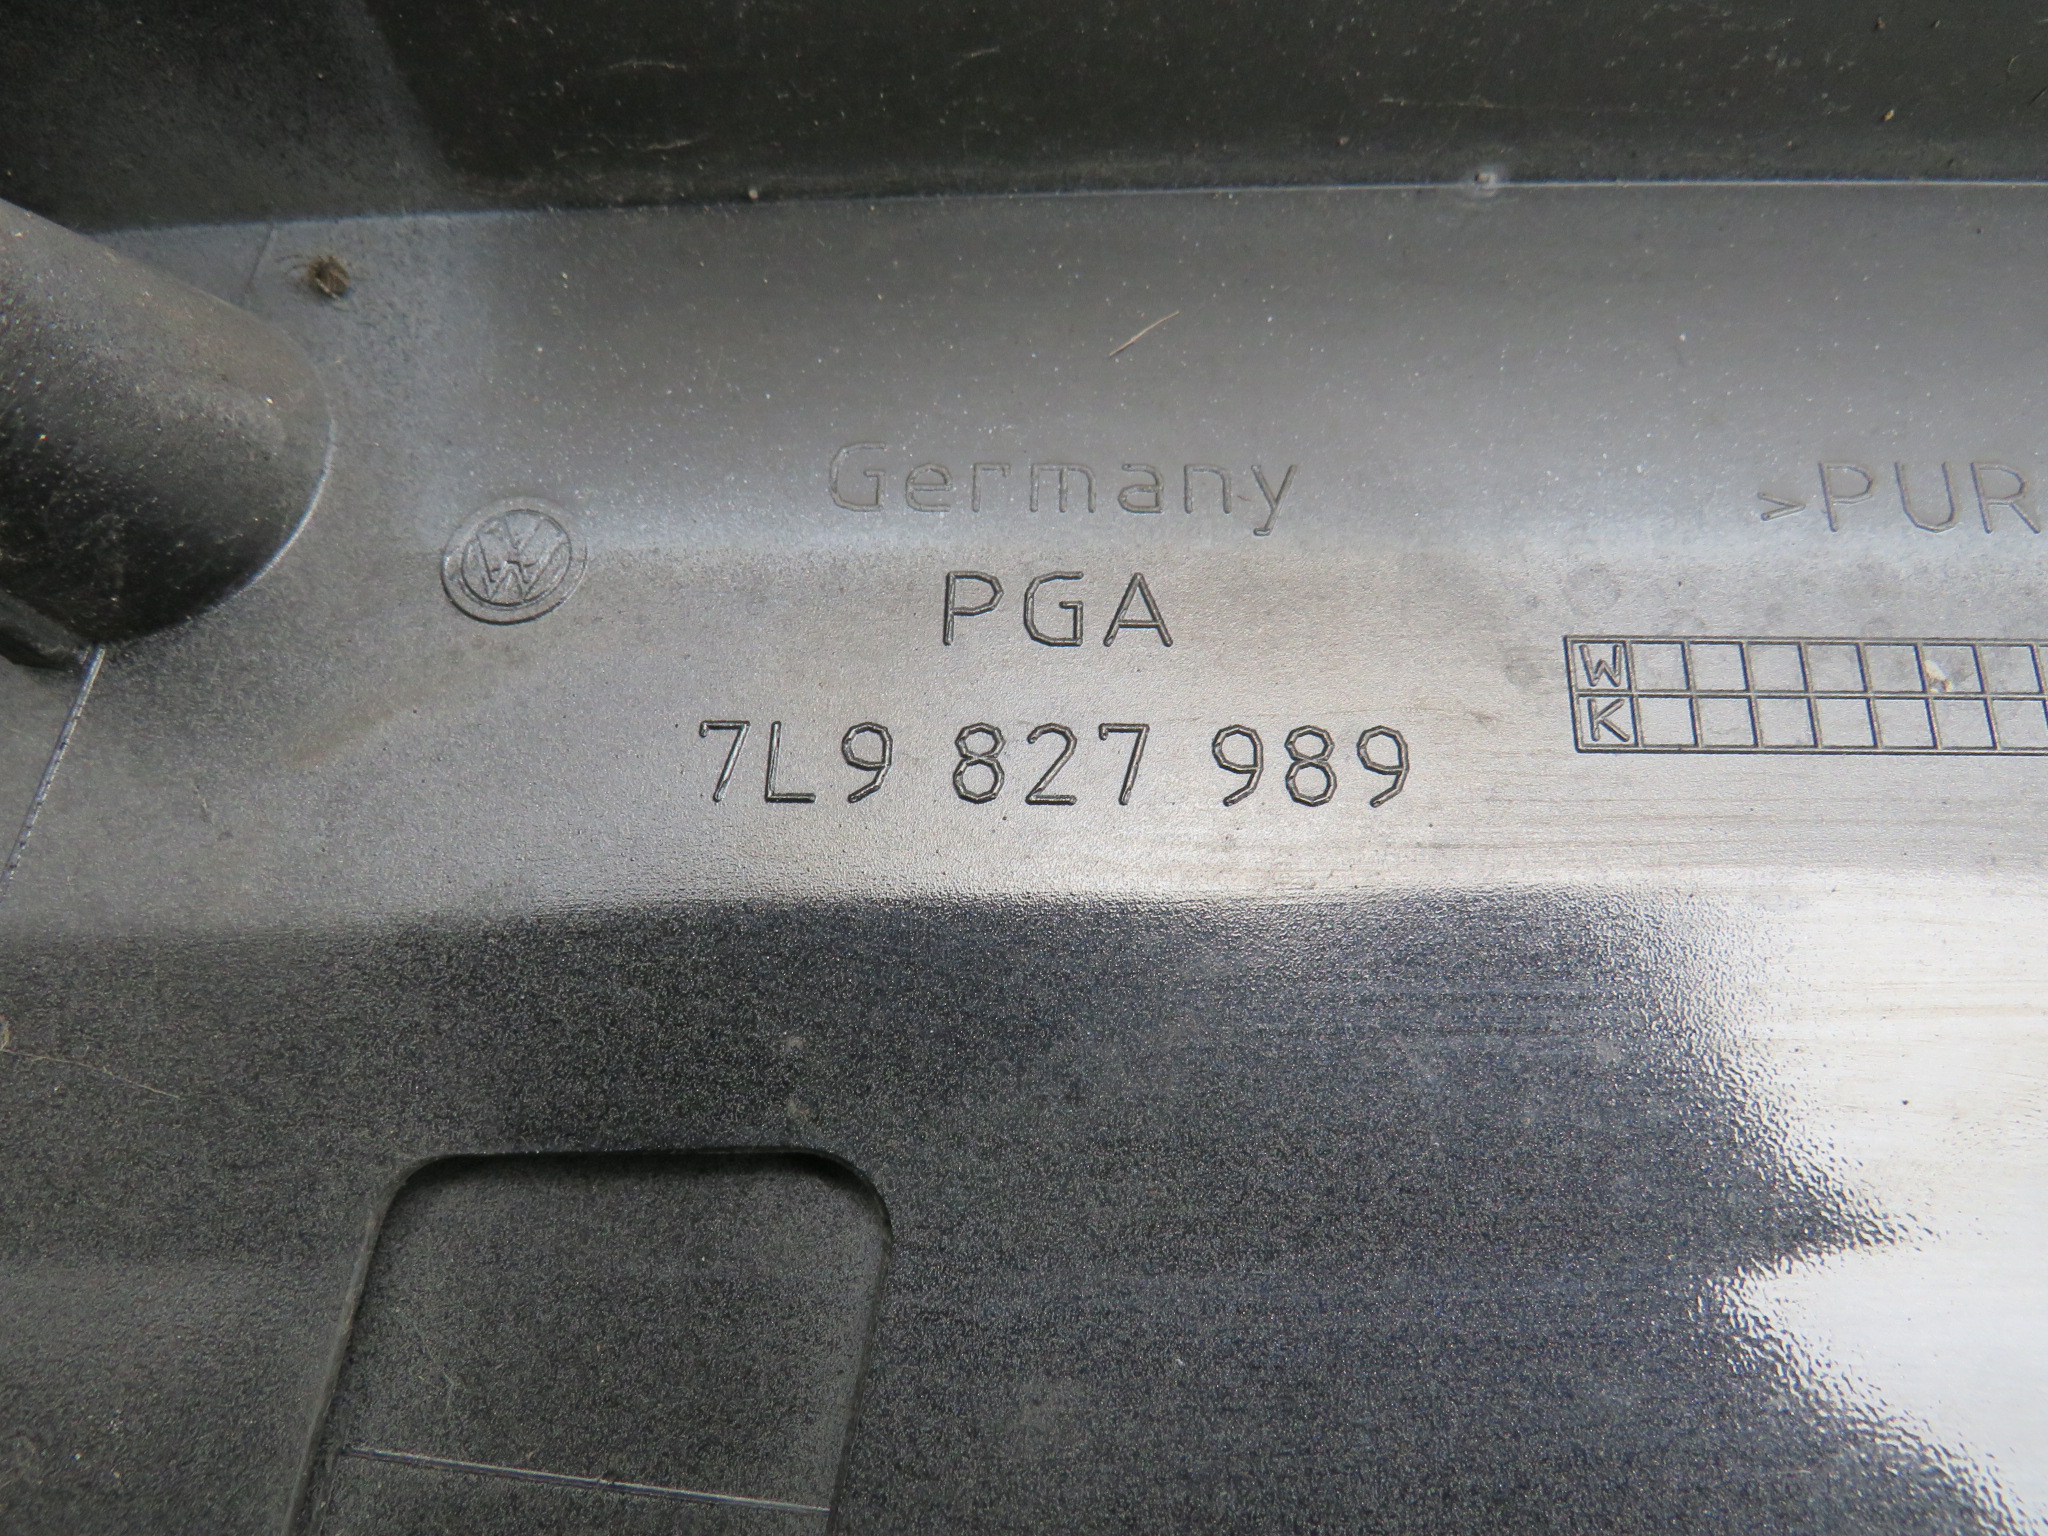 Germany
>PUR
PGA
W
K
7L9 827 989